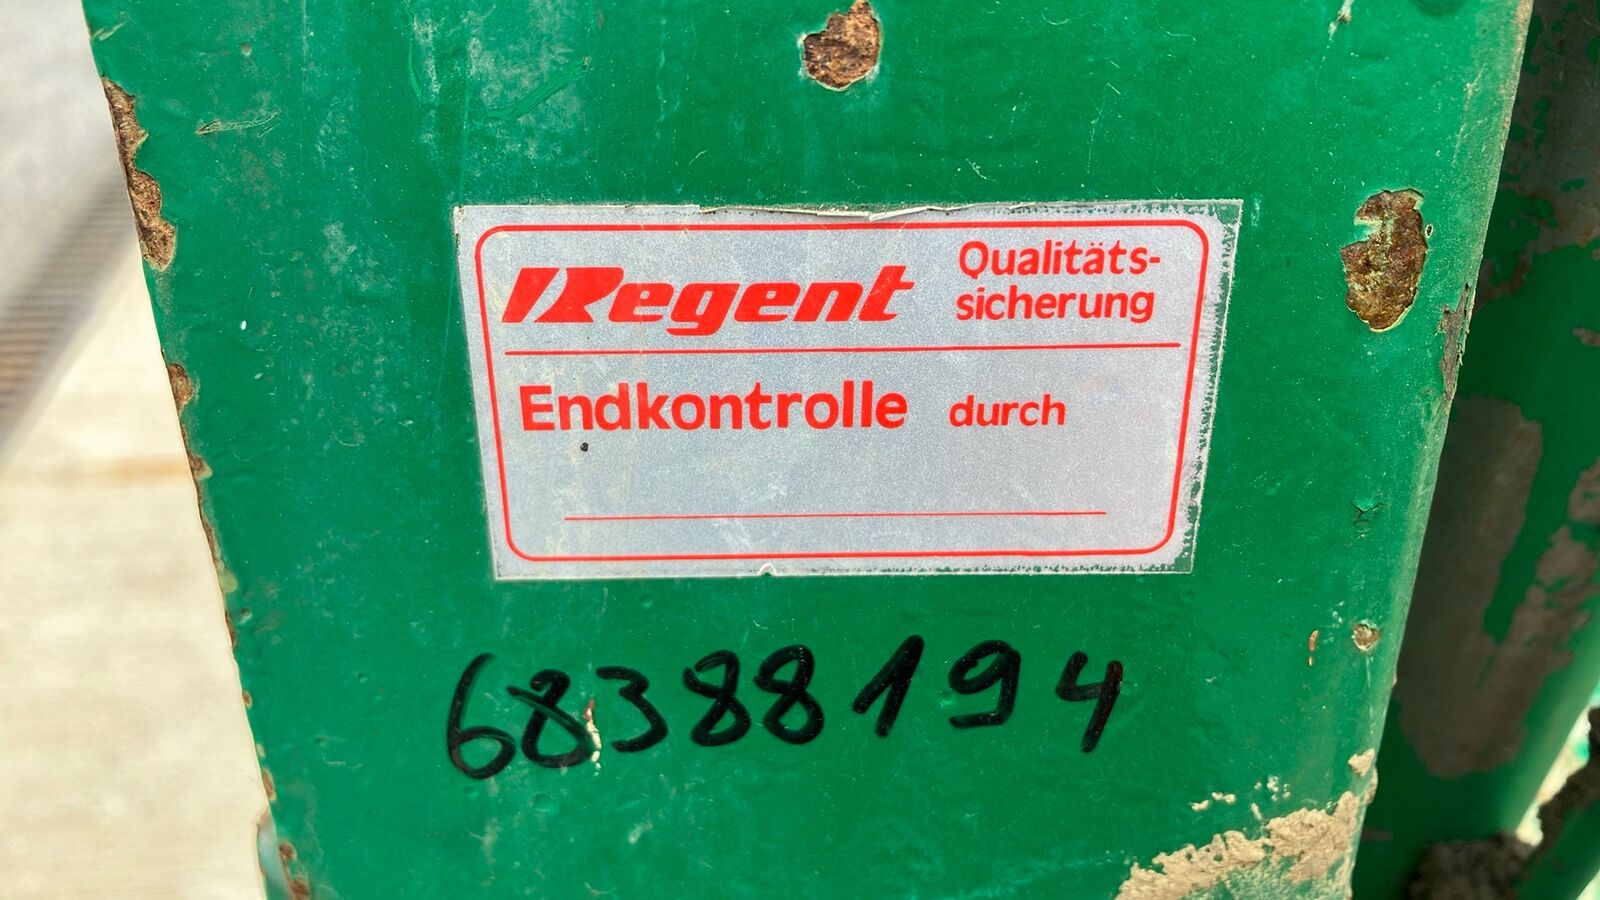 Regent
Qualitäts-
sicherung
Endkontrolle durch
68388194